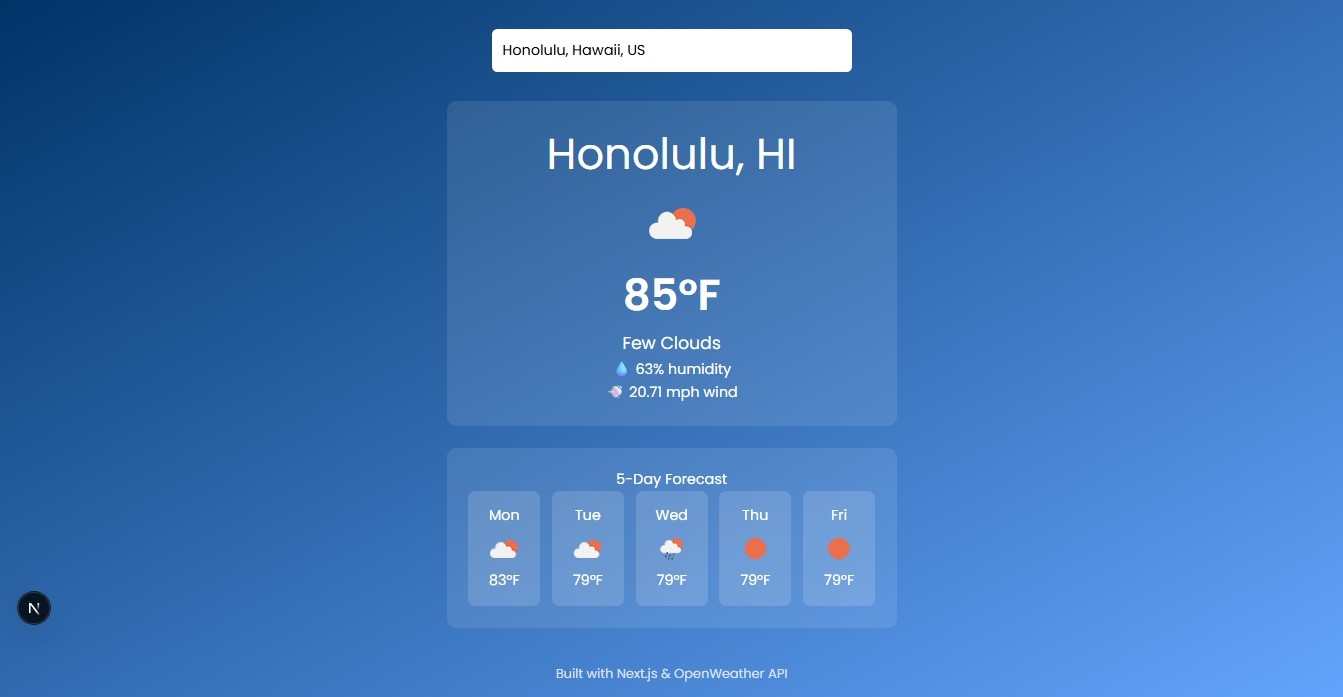 Honolulu, Hawaii, US
Honolulu, HI
85°F
Few Clouds
63% humidity
20.71 mph wind
5-Day Forecast
Mon Tue Wed Thu Fri
83°F 79°F 79°F 79°F 79°F
N
Built with Next.js & OpenWeather API